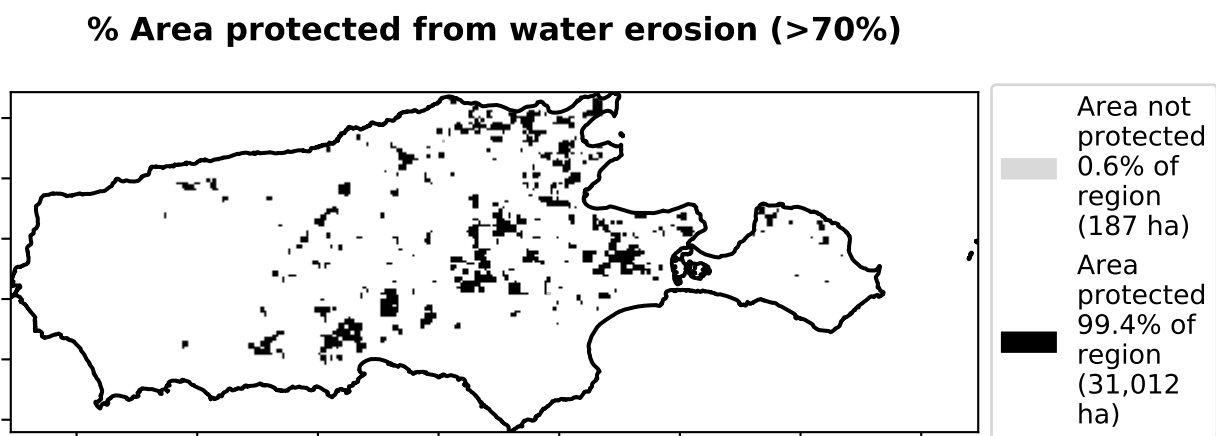 % Area protected from water erosion (>70%)
Area not
protected
0.6% of
region
(187 ha)
Area
protected
99.4% of
region
(31,012
ha)